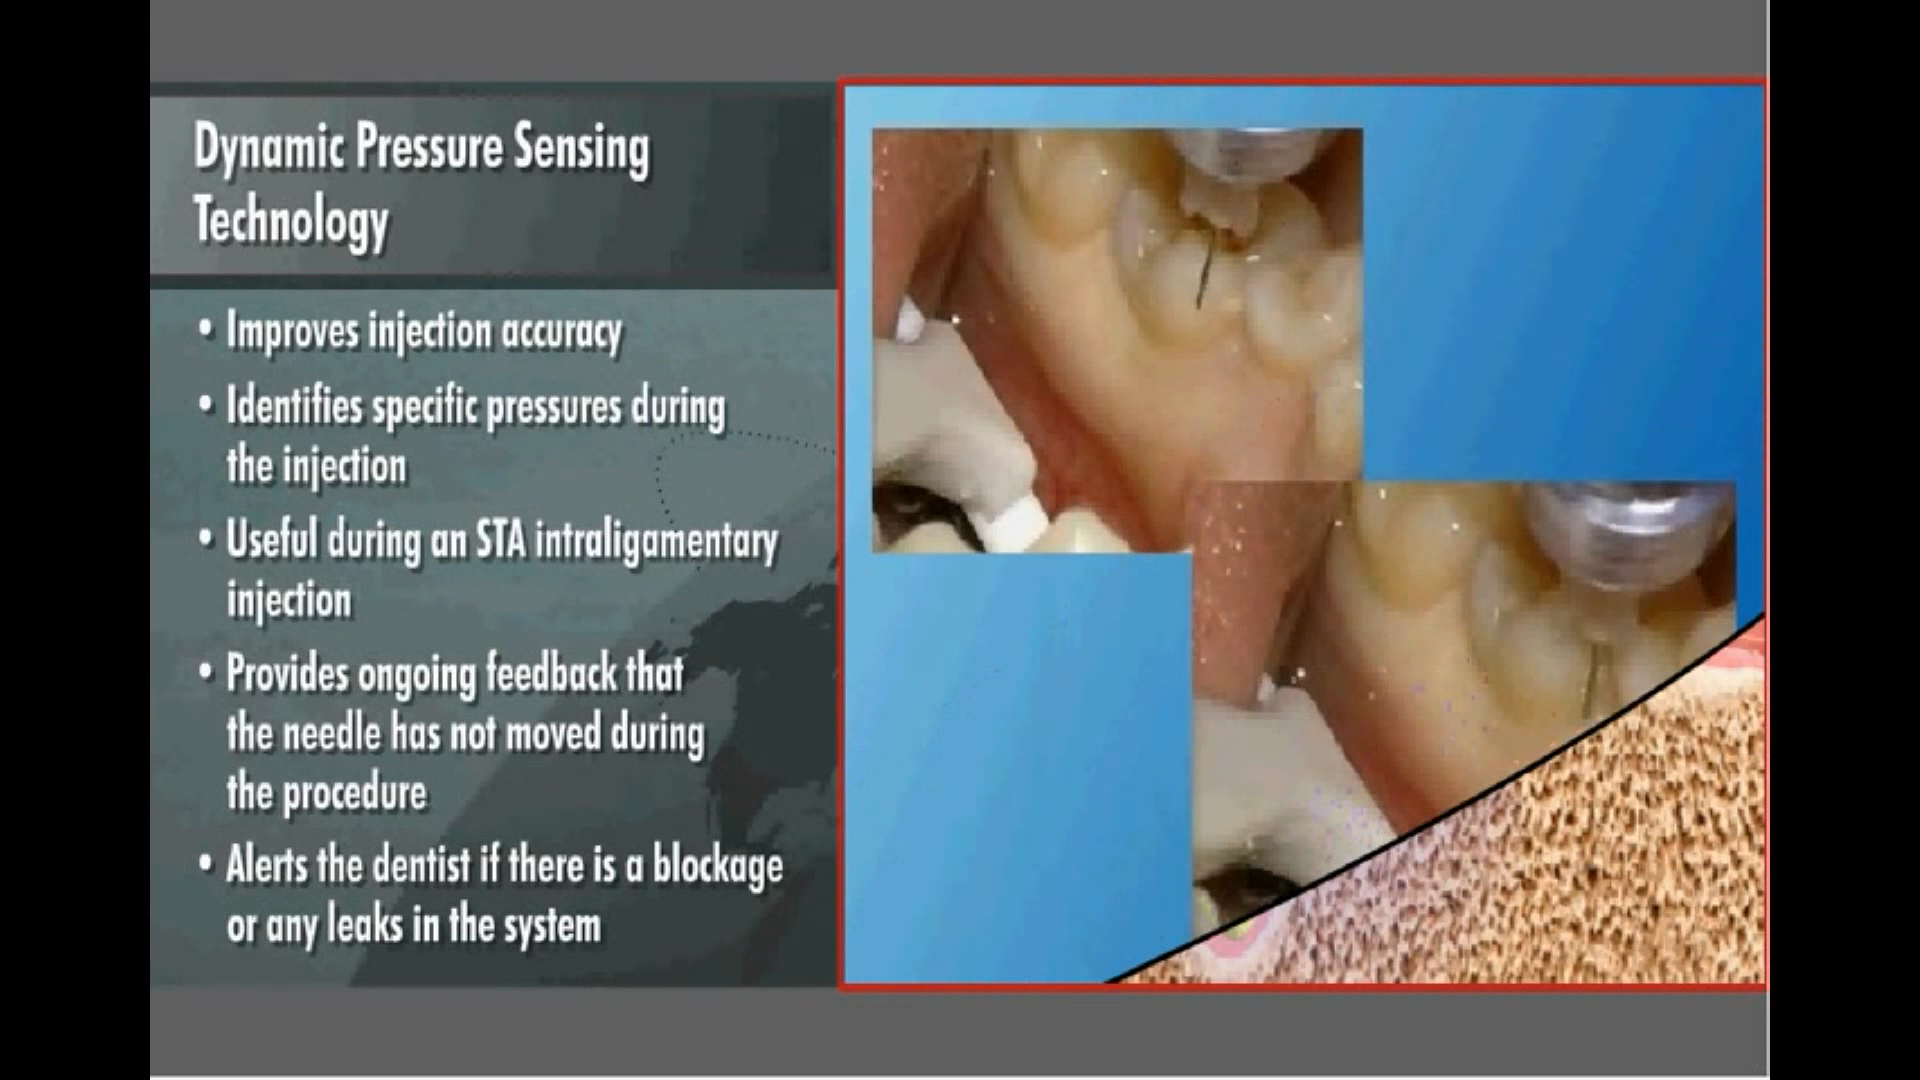 Dynamic Pressure Sensing
Technology
• Improves injection accuracy
• Identifies specific pressures during
the injection
• Useful during an STA intraligamentary
injection
• Provides ongoing feedback that
the needle has not moved during
the procedure
• Alerts the dentist if there is a blockage
or any leaks in the system